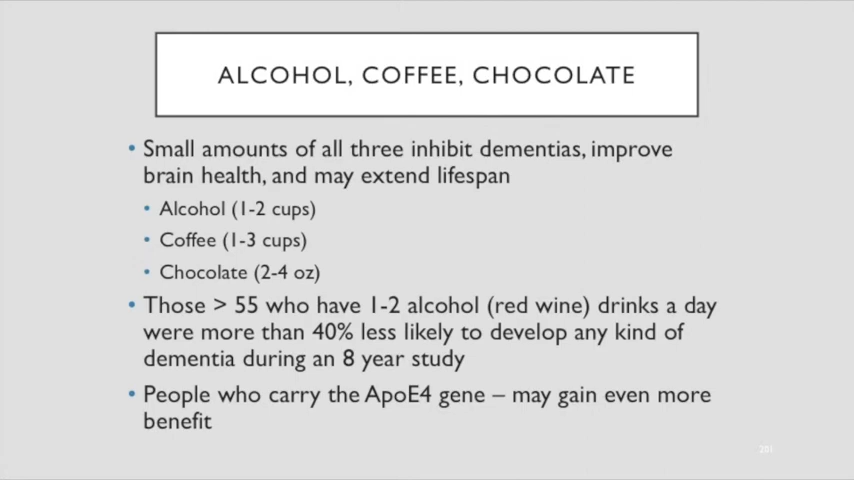 ALCOHOL, COFFEE, CHOCOLATE
• Small amounts of all three inhibit dementias, improve
brain health, and may extend lifespan
• Alcohol (1-2 cups)
• Coffee (1-3 cups)
• Chocolate (2-4 oz)
• Those > 55 who have 1-2 alcohol (red wine) drinks a day
were more than 40% less likely to develop any kind of
dementia during an 8 year study
• People who carry the ApoE4 gene – may gain even more
benefit